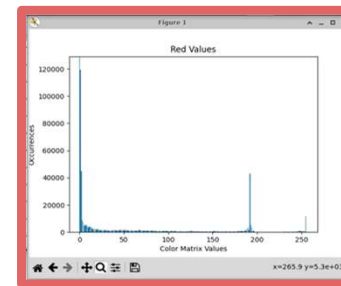 Figure 1
Red Values
120000
100000
80000
60000
40000
20000
0
Occurrences
0 50 100 150 200 250
Color Matrix Values
x=265.9 y=5.3e+03